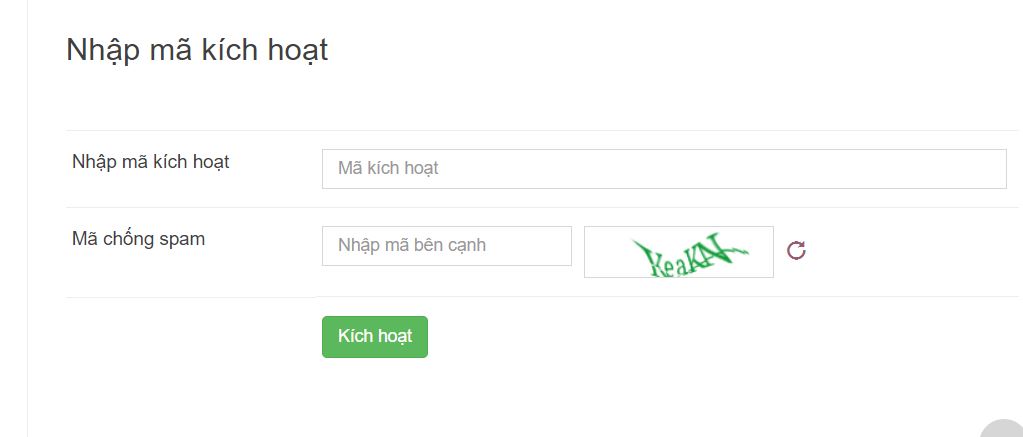 Nhập mã kích hoạt
Nhập mã kích hoạt
Mã kích hoạt
Mã chống spam
Nhập mã bên cạnh
Kích hoạt